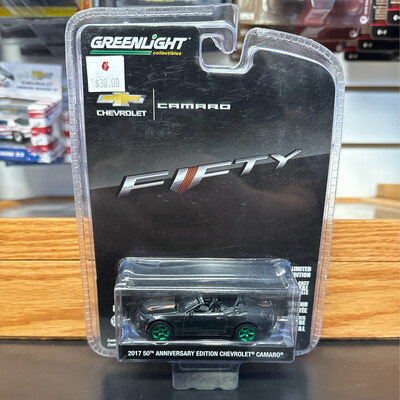 GREENLIGHT
collectibles
$30.00
CHEVROLET | CAMARO
FIFTY
LIMITED
EDITION
2017 50TH ANNIVERSARY EDITION CHEVROLET® CAMARO®